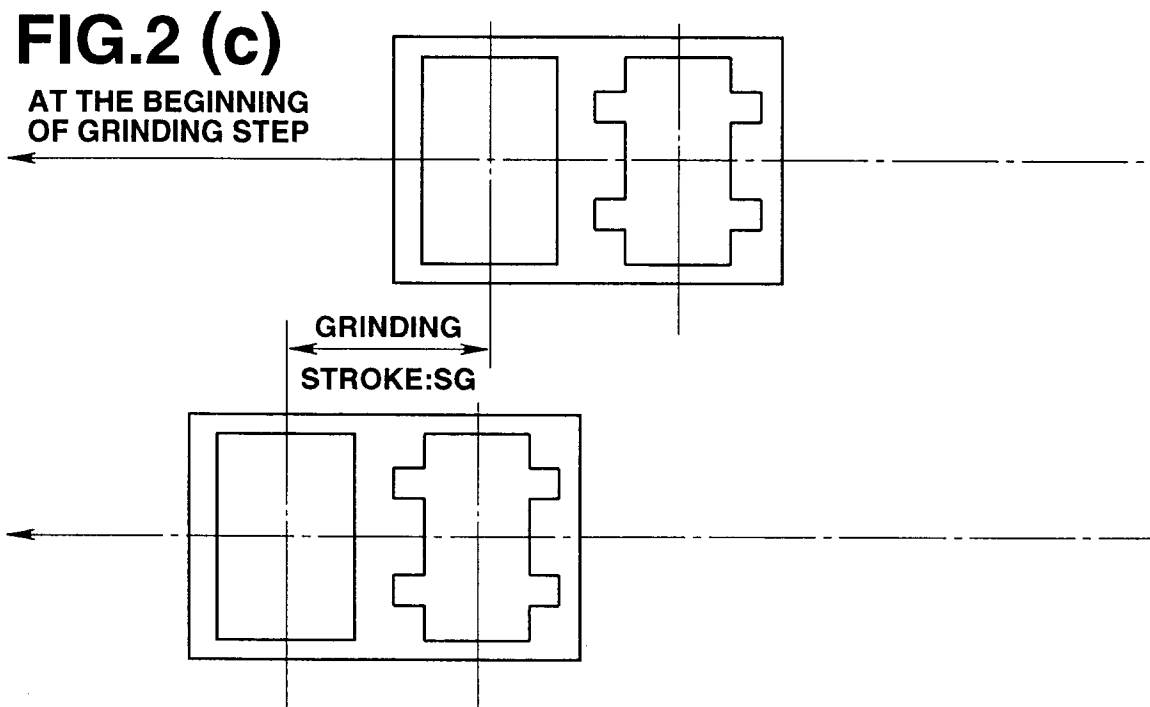 FIG.2 (c)
AT THE BEGINNING
OF GRINDING STEP
GRINDING
STROKE:SG